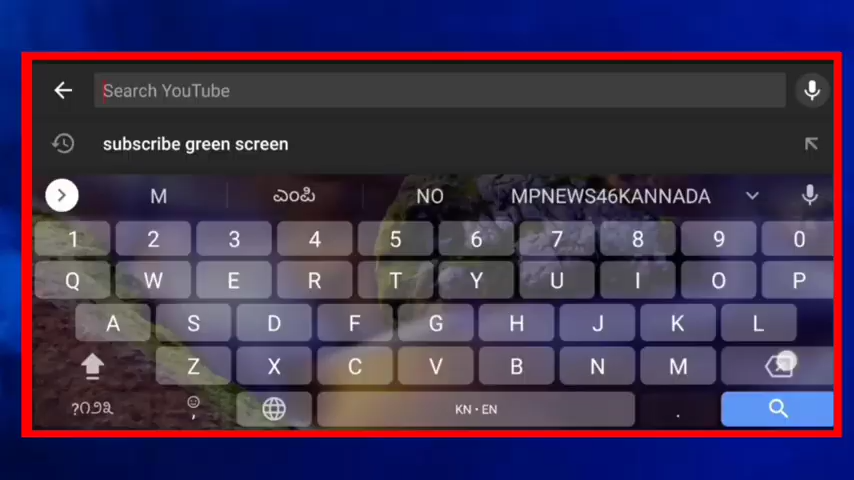 Search YouTube
subscribe green screen
M ಎಂಪಿ NO MPNEWS46KANNADA
1 2 3 4 5 6 7 8 9 0
Q W E R T Y U I O P
A S D F G H J K L
Z X C V B N M
?೧೨೩ , KN • EN .